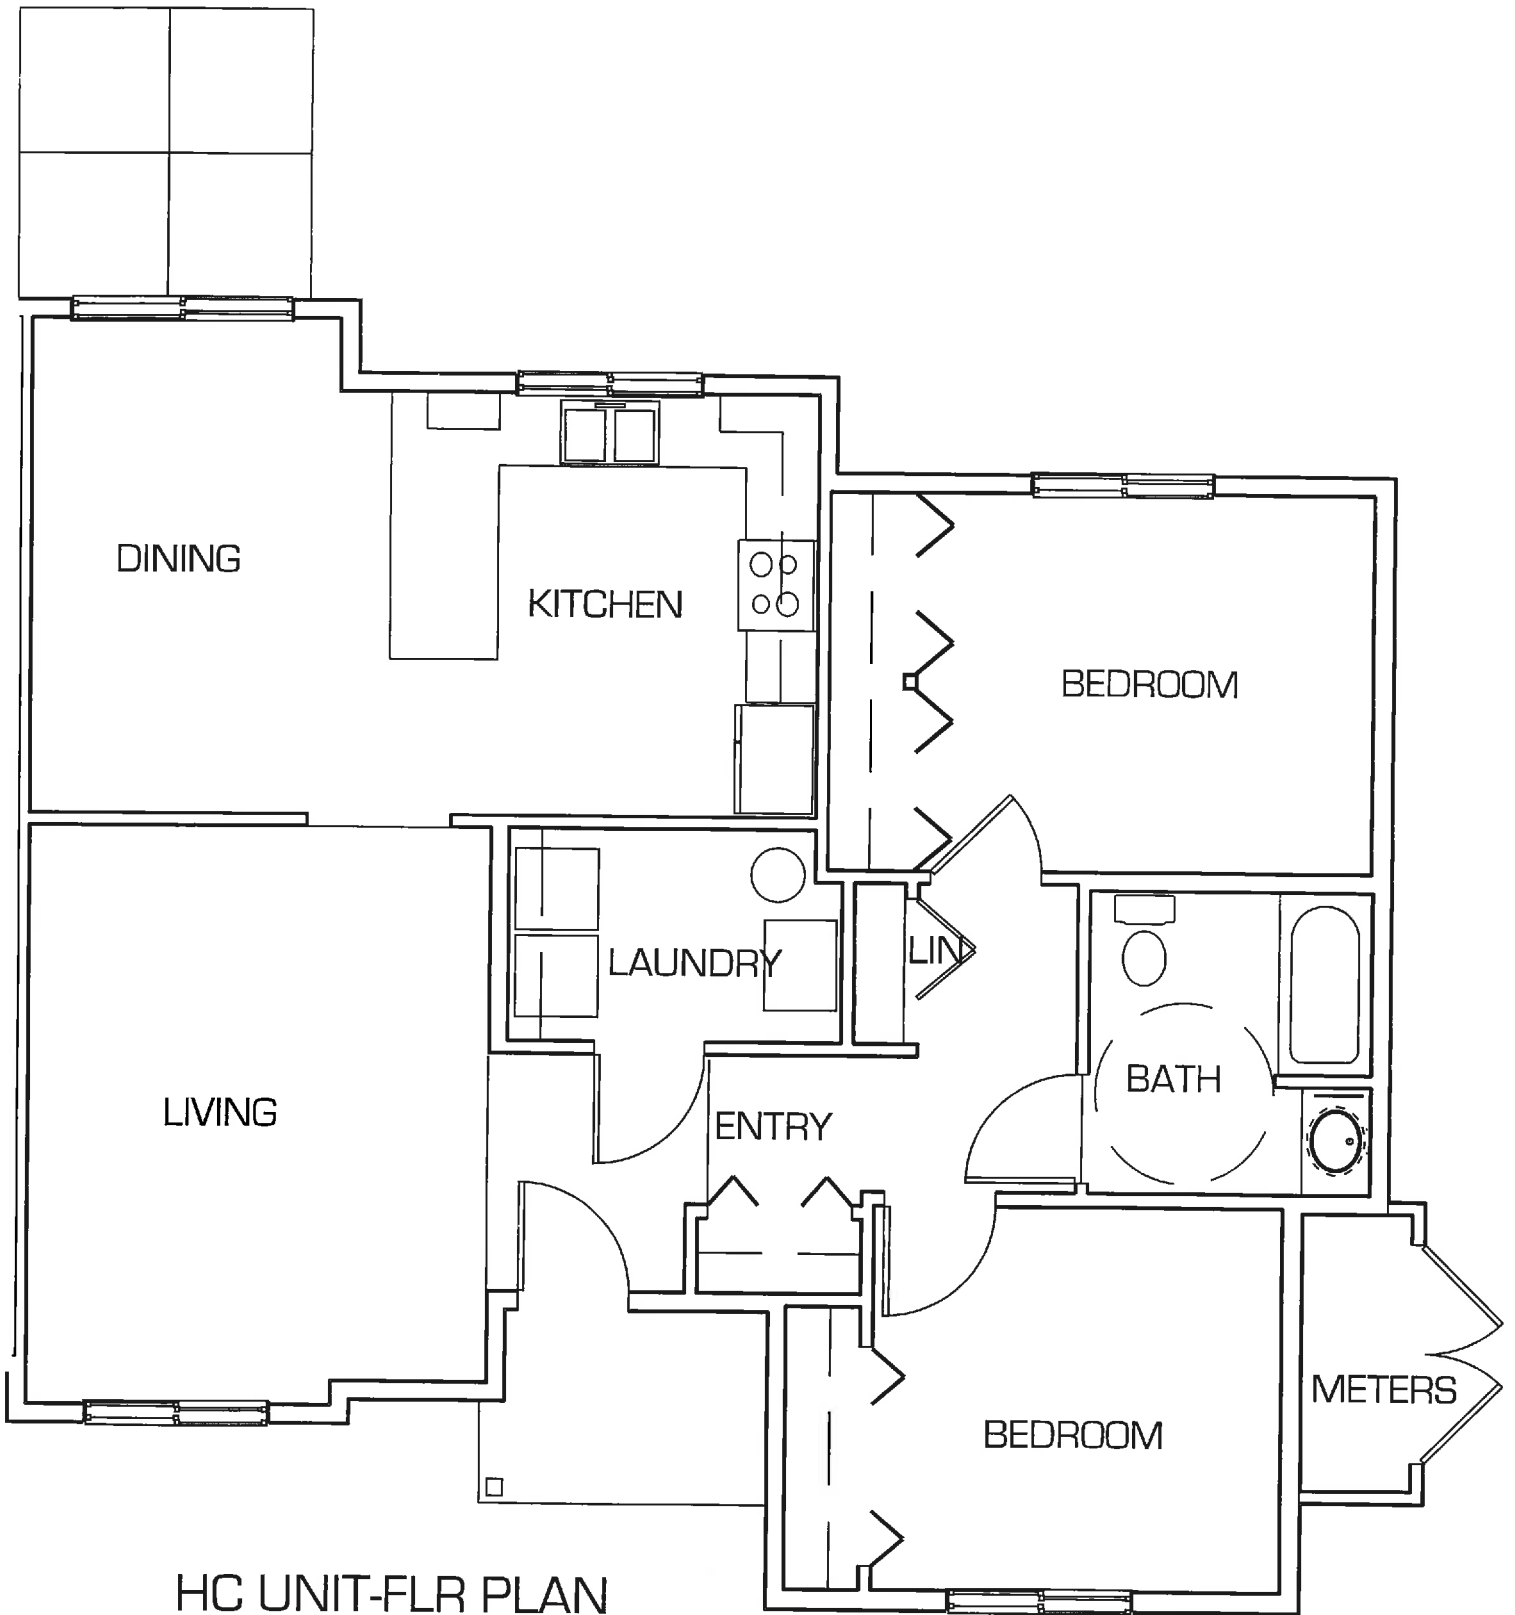 DINING
KITCHEN
BEDROOM
LAUNDRY
LIN
BATH
LIVING
ENTRY
METERS
BEDROOM
HC UNIT-FLR PLAN